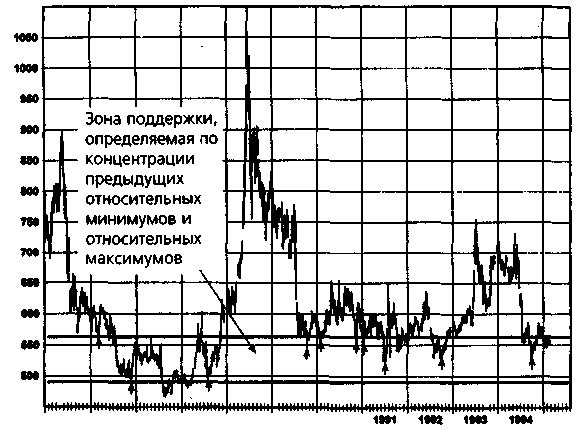 1050
1000
950
900
850
800
750
700
650
600
550
500
Зона поддержки,
определяемая по
концентрации
предыдущих
относительных
минимумов и
относительных
максимумов
1991 1992 1993 1994